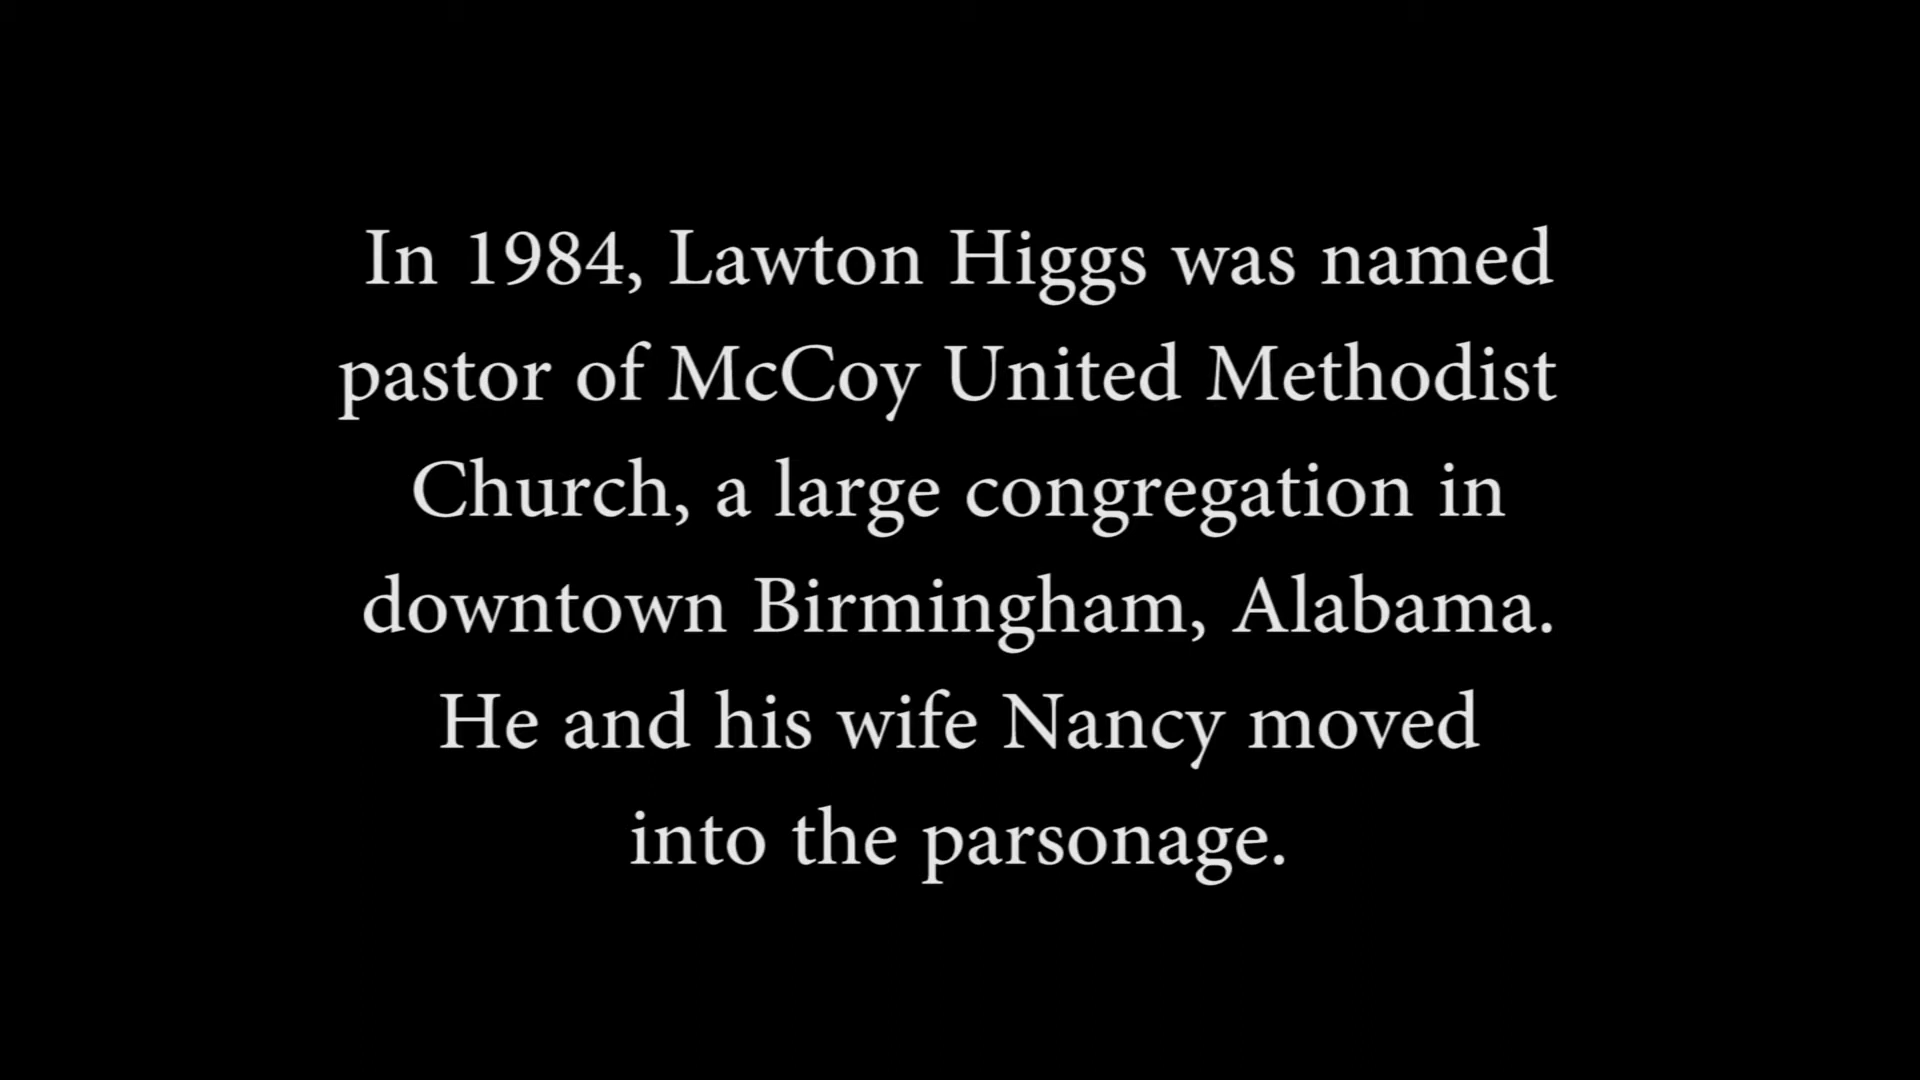 In 1984, Lawton Higgs was named
pastor of McCoy United Methodist
Church, a large congregation in
downtown Birmingham, Alabama.
He and his wife Nancy moved
into the parsonage.